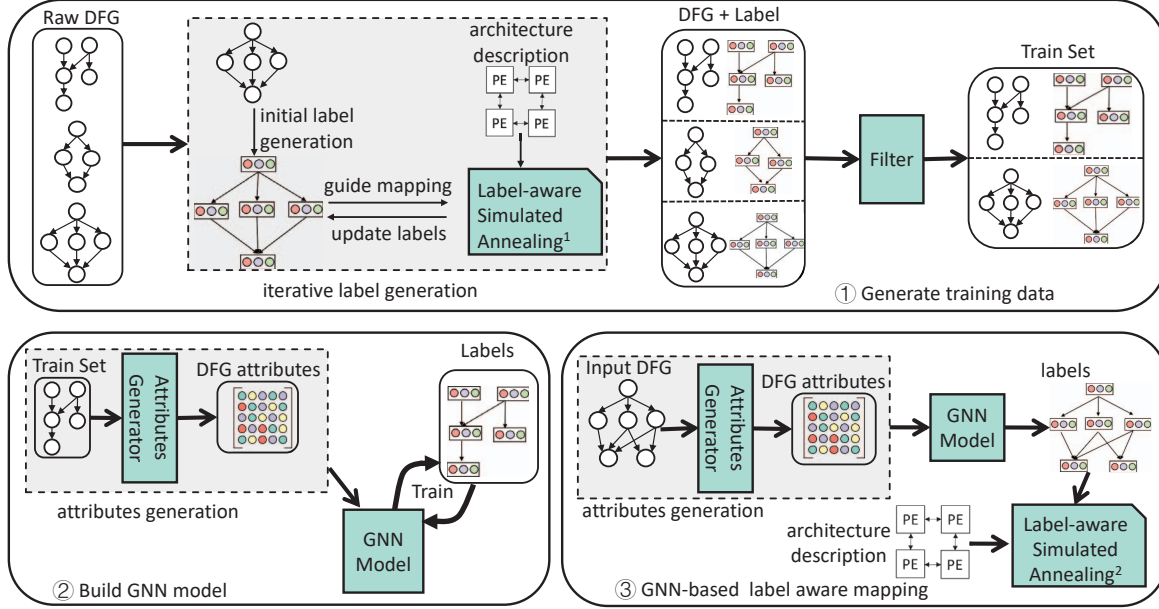 Raw DFG
initial label
generation
architecture
description
PE PE
PE PE
guide mapping
update labels
Label-aware
Simulated
Annealing1
iterative label generation
DFG + Label
Filter
Train Set
① Generate training data
Train Set
Attributes
Generator
DFG attributes
attributes generation
GNN
Model
Train
Labels
② Build GNN model
Input DFG
Attributes
Generator
DFG attributes
attributes generation
GNN
Model
labels
architecture
description
PE PE
PE PE
Label-aware
Simulated
Annealing2
③ GNN-based label aware mapping